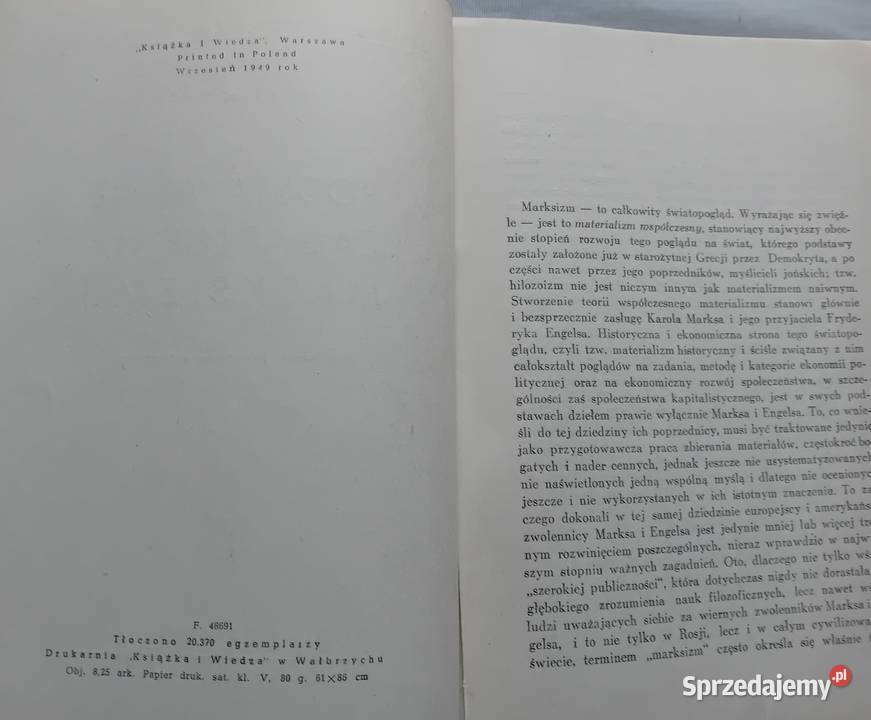 „Książka i Wiedza", Warszawa
Printed in Poland
Wrzesień 1949 rok
F. 48691
Tłoczono 20.370 egzemplarzy
Drukarnia „Książka i Wiedza" w Wałbrzychu
Obj. 8,25 ark. Papier druk. sat. kl. V, 80 g. 61×86 cm
Marksizm — to całkowity światopogląd. Wyrażając się zwięź-
le — jest to materializm współczesny, stanowiący najwyższy obec-
nie stopień rozwoju tego poglądu na świat, którego podstawy
zostały założone już w starożytnej Grecji przez Demokryta, a po
części nawet przez jego poprzedników, myślicieli jońskich; tzw.
hilozoizm nie jest niczym innym jak materializmem naiwnym.
Stworzenie teorii współczesnego materializmu stanowi głównie
i bezsprzecznie zasługę Karola Marksa i jego przyjaciela Fryde-
ryka Engelsa. Historyczna i ekonomiczna strona tego światopo-
glądu, czyli tzw. materializm historyczny i ściśle związany z nim
całokształt poglądów na zadania, metodę i kategorie ekonomii po-
litycznej oraz na ekonomiczny rozwój społeczeństwa, w szcze-
gólności zaś społeczeństwa kapitalistycznego, jest w swych pod-
stawach dziełem prawie wyłącznie Marksa i Engelsa. To, co wnie-
śli do tej dziedziny ich poprzednicy, musi być traktowane jedynie
jako przygotowawcza praca zbierania materiałów, częstokroć bo-
gatych i nader cennych, jednak jeszcze nie usystematyzowanych
nie naświetlonych jedną wspólną myślą i dlatego nie ocenionych
jeszcze i nie wykorzystanych w ich istotnym znaczeniu. To za
czego dokonali w tej samej dziedzinie europejscy i amerykańs
zwolennicy Marksa i Engelsa jest jedynie mniej lub więcej tra
nym rozwinięciem poszczególnych, nieraz wprawdzie w najw
szym stopniu ważnych zagadnień. Oto, dlaczego nie tylko wś
„szerokiej publiczności", która dotychczas nigdy nie dorastała
głębokiego zrozumienia nauk filozoficznych, lecz nawet w
ludzi uważających siebie za wiernych zwolenników Marksa i
gelsa, i to nie tylko w Rosji, lecz i w całym cywilizowa
świecie, terminem „marksizm" często określa się właśnie
Sprzedajemy.pl